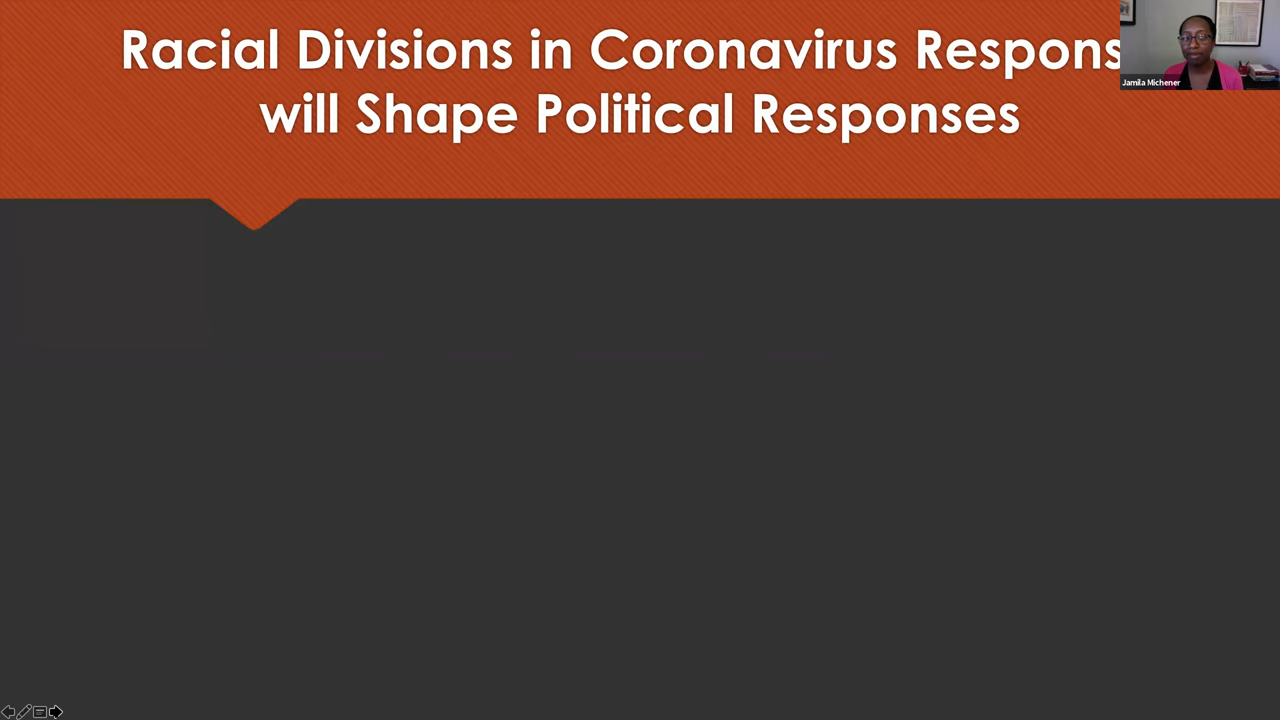 Racial Divisions in Coronavirus Respons
will Shape Political Responses
Jamila Michener